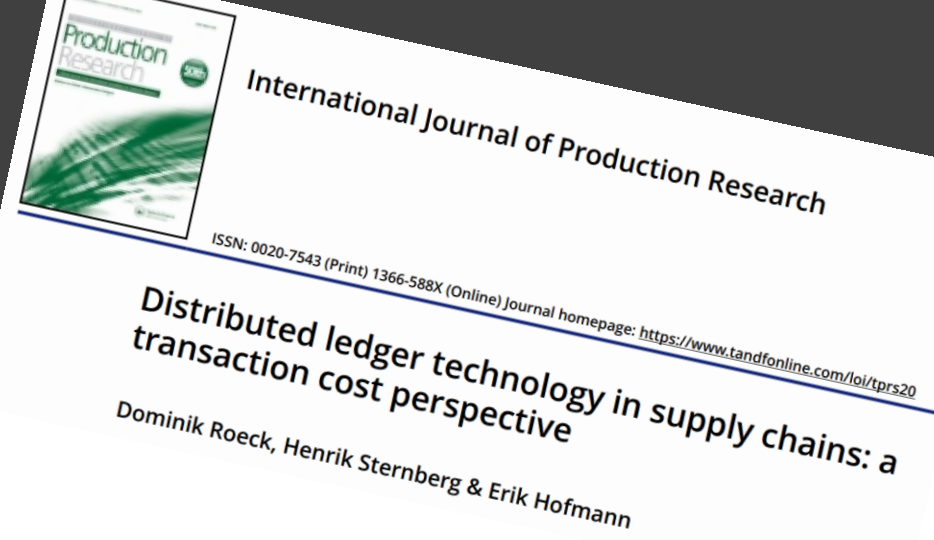 Production
Research
International Journal of Production Research
ISSN: 0020-7543 (Print) 1366-588X (Online) Journal homepage: https://www.tandfonline.com/loi/tprs20
Distributed ledger technology in supply chains: a
transaction cost perspective
Dominik Roeck, Henrik Sternberg & Erik Hofmann